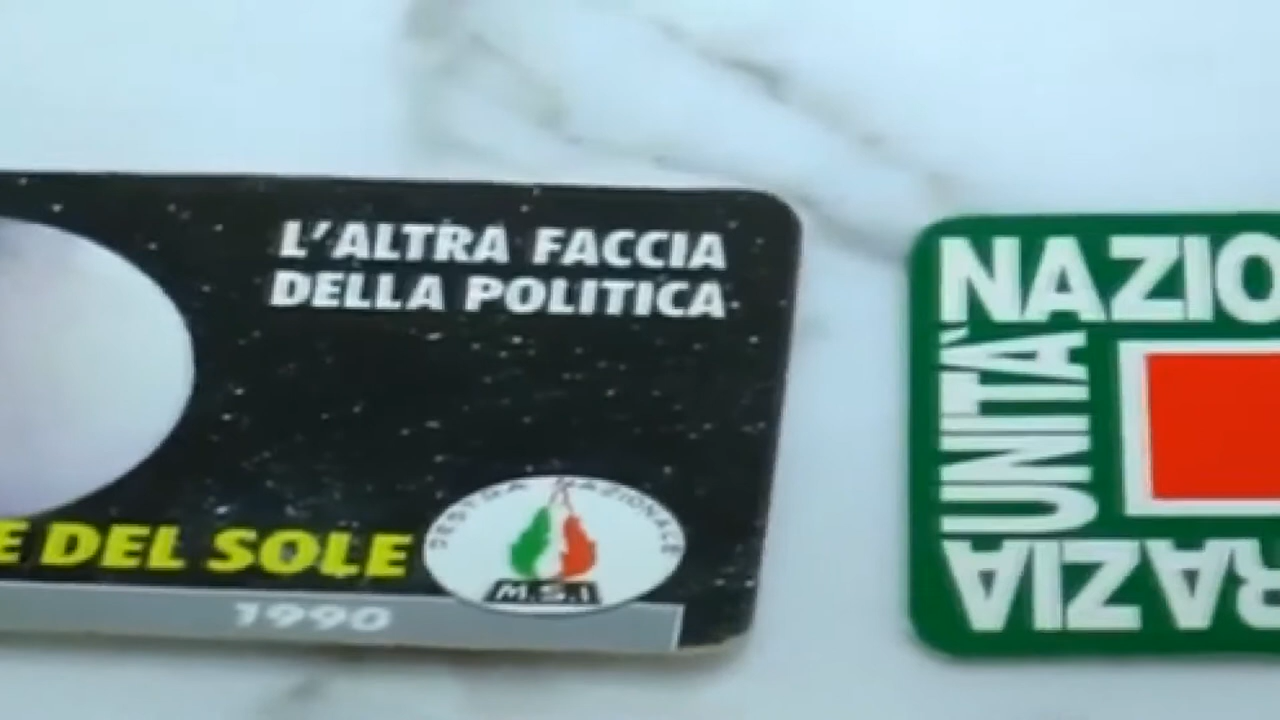 L'ALTRA FACCIA
DELLA POLITICA
E DEL SOLE
DESTRA NAZIONALE
M.S.I
1990
NAZIO
UNITÀ
RAZIA